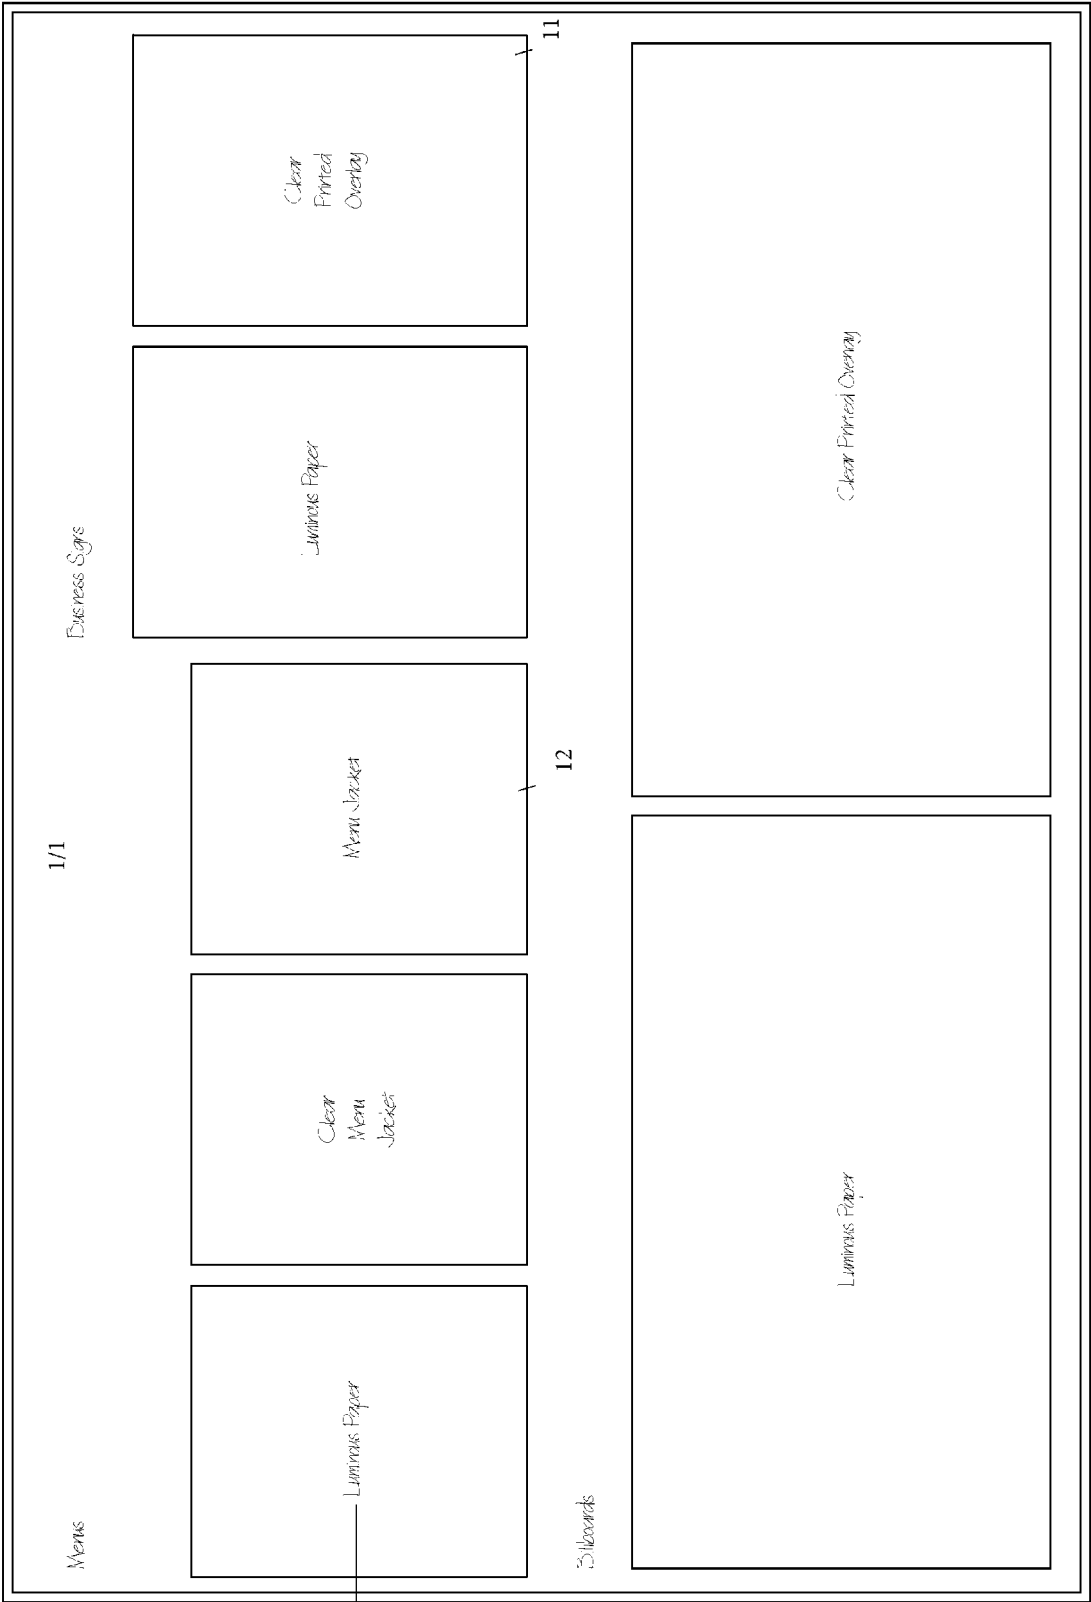 1/1
Menus
Business Signs
Luminous Paper
Clear
Menu
Jacket
Menu Jacket
Luminous Paper
Clear
Printed
Overlay
12
11
Billboards
Luminous Paper
Clear Printed Overlay